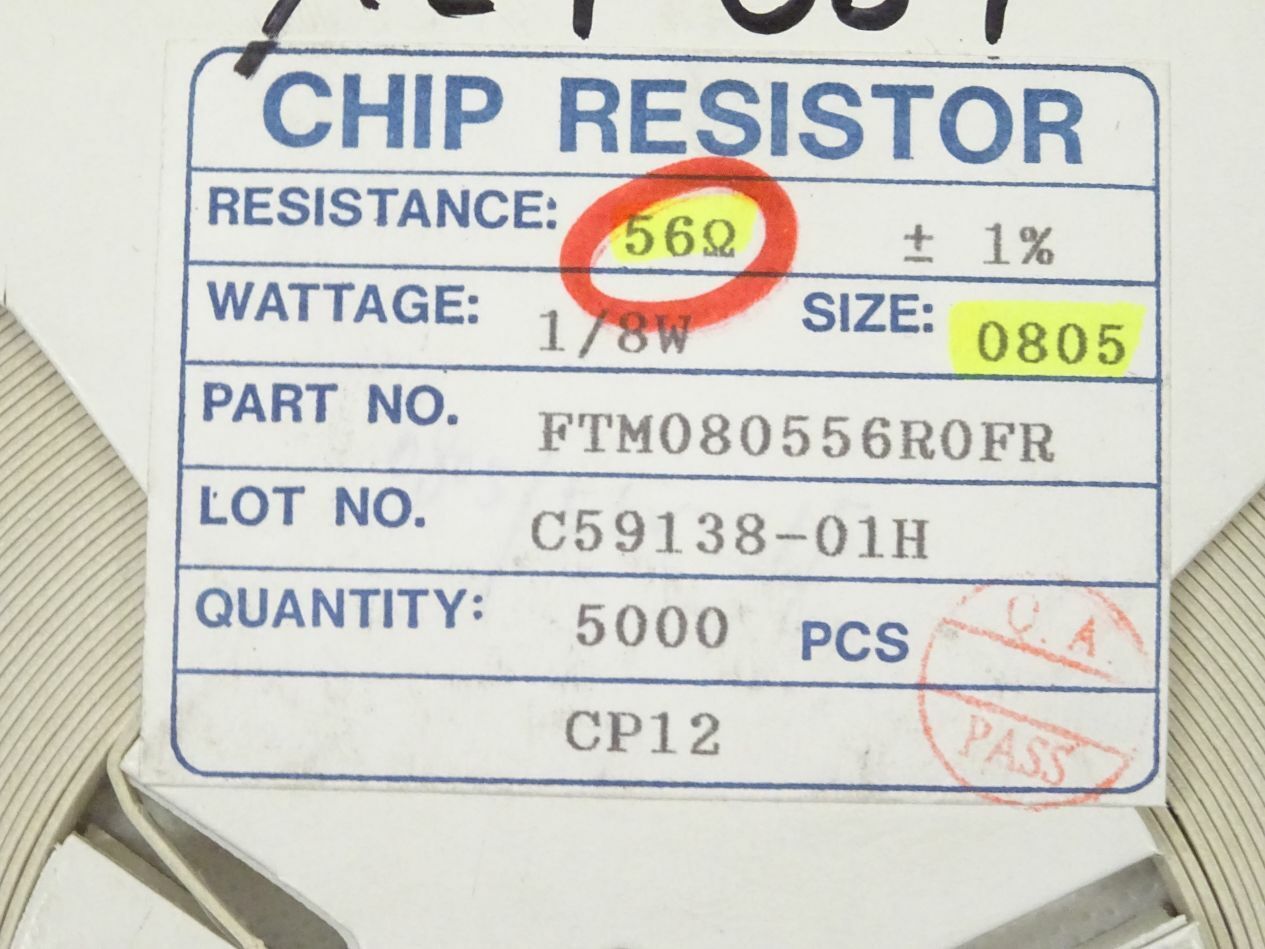 CHIP RESISTOR
RESISTANCE: 56Ω ± 1%
WATTAGE: 1/8W SIZE: 0805
PART NO. FTM080556R0FR
LOT NO. C59138-01H
QUANTITY: 5000 PCS
CP12
Q. A.
PASS